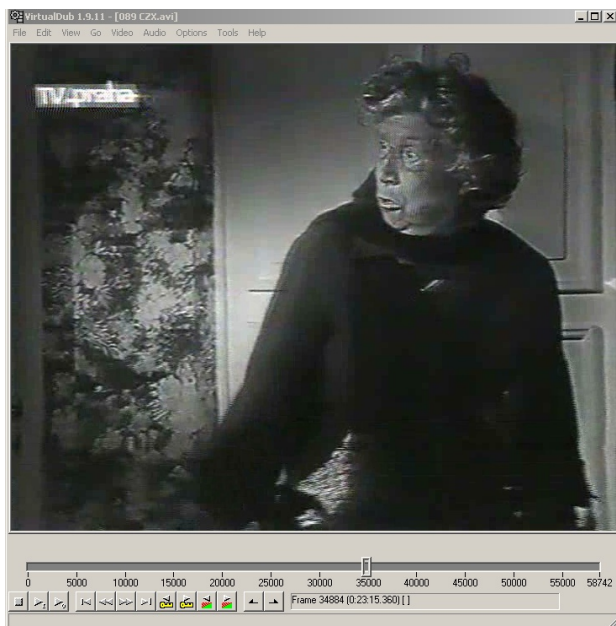 VirtualDub 1.9.11 - [089 CZX.avi]
File Edit View Go Video Audio Options Tools Help
TV.praha
0 5000 10000 15000 20000 25000 30000 35000 40000 45000 50000 55000 58742
Frame 34884 (0:23:15.360) [ ]